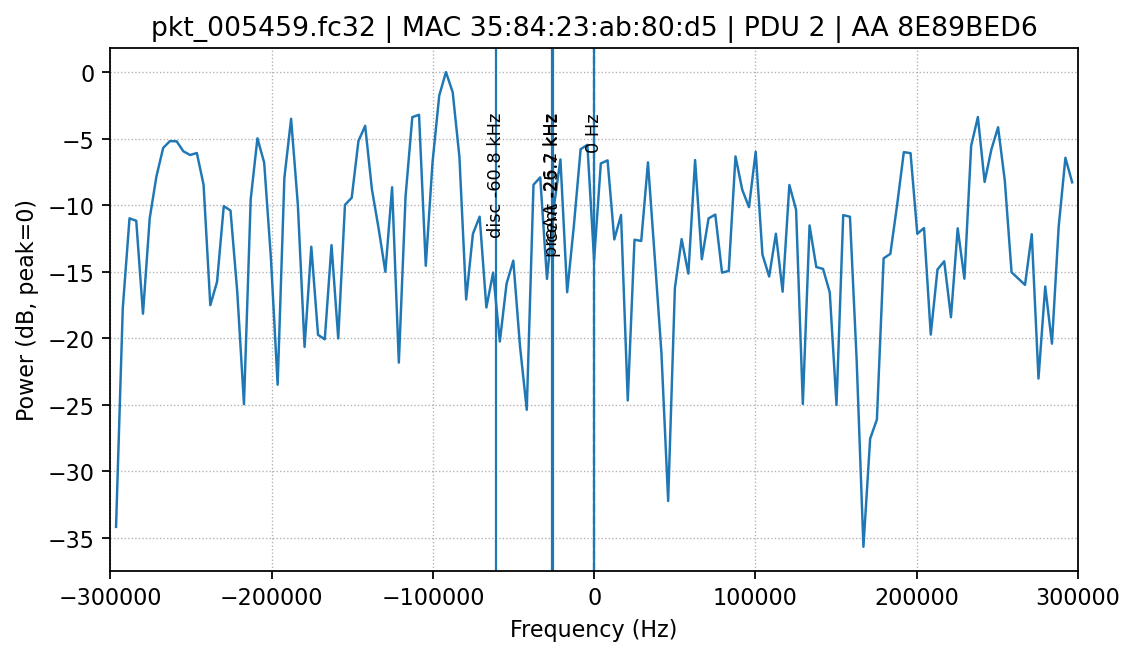 pkt_005459.fc32 | MAC 35:84:23:ab:80:d5 | PDU 2 | AA 8E89BED6
Power (dB, peak=0)
0
−5
−10
−15
−20
−25
−30
−35
disc -60.8 kHz
kHz
0 Hz
−300000
−200000
−100000
0
100000
200000
300000
Frequency (Hz)